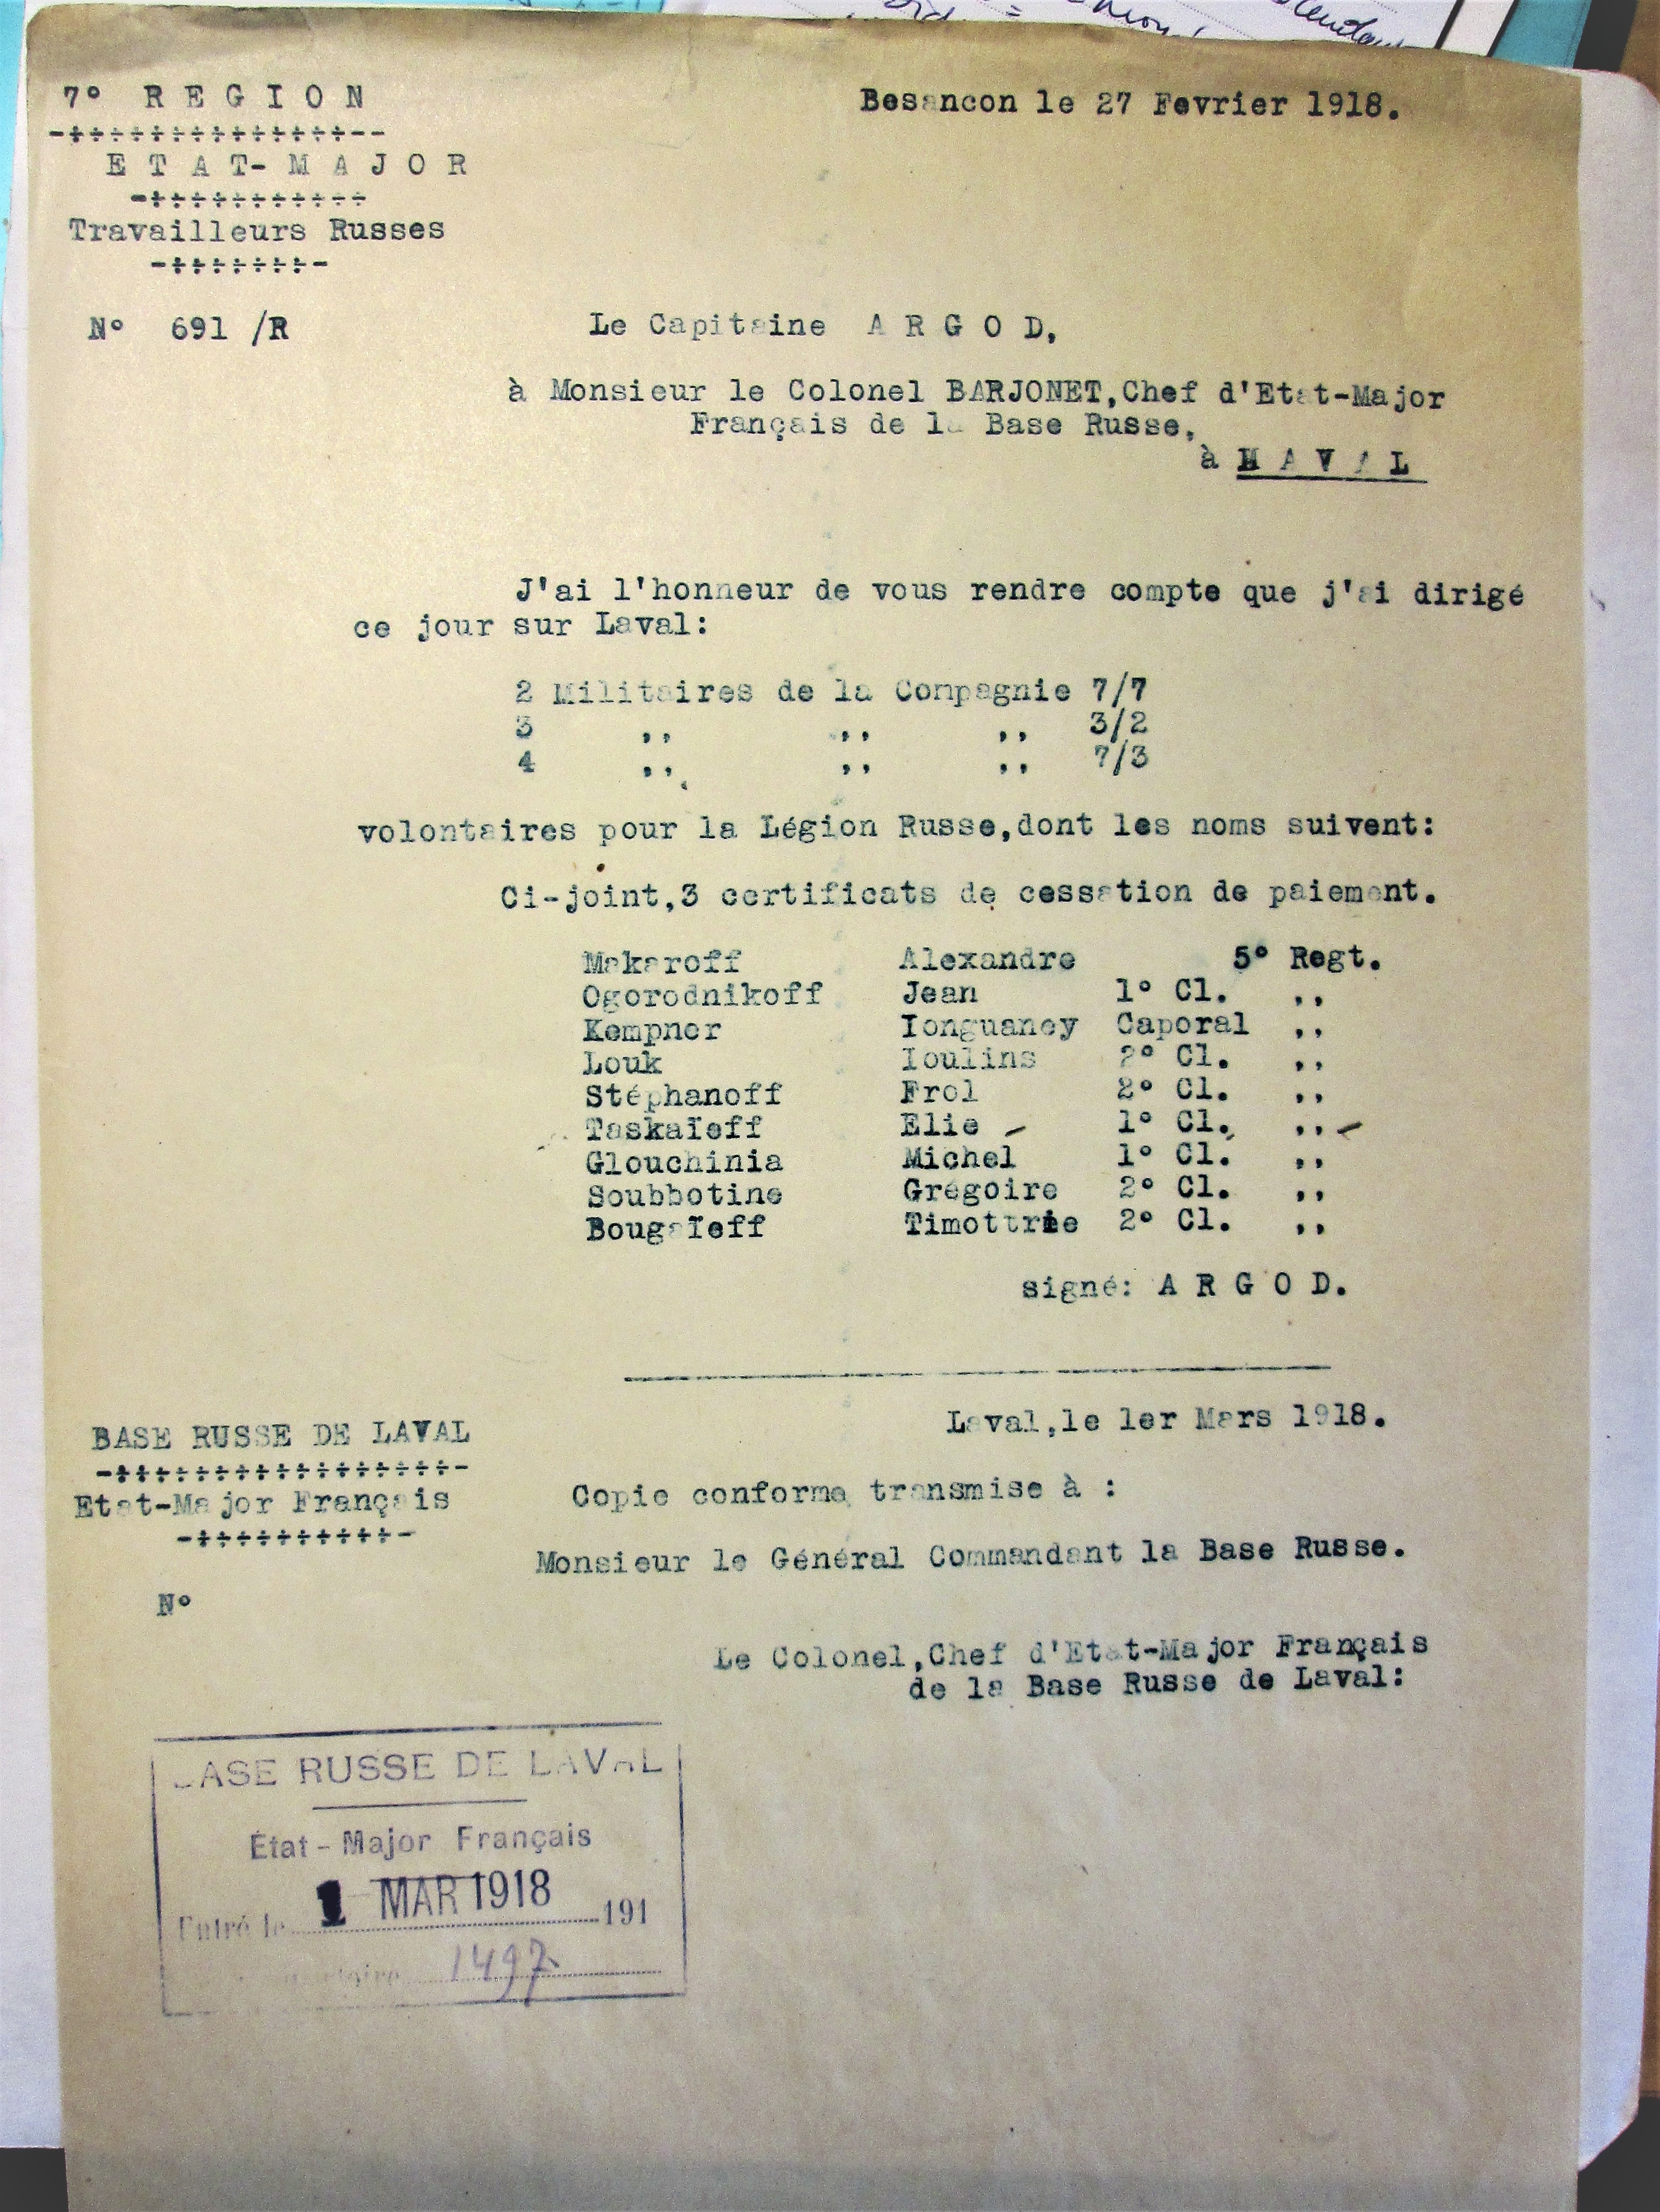 7° REGION
Besancon le 27 Fevrier 1918.
ETAT-MAJOR
Travailleurs Russes
N° 691 /R
Le Capitaine ARGOD,
à Monsieur le Colonel BARJONET,Chef d'Etat-Major
Français de la Base Russe,
à MAVAL
J'ai l'honneur de vous rendre compte que j'ai dirigé
ce jour sur Laval:
2 Militaires de la Compagnie 7/7
3 ,, ,, ,, 3/2
4 ,, ,, ,, 7/3
volontaires pour la Légion Russe,dont les noms suivent:
Ci-joint,3 certificats de cessation de paiement.
Makaroff Alexandre 5° Regt.
Ogorodnikoff Jean 1° Cl. ,,
Kempner Ionguaney Caporal ,,
Louk Ioulins 2° Cl. ,,
Stéphanoff Frol 2° Cl. ,,
Taskaïeff Elie 1° Cl. ,,
Glouchinia Michel 1° Cl. ,,
Soubbotine Grégoire 2° Cl. ,,
Bougaïeff Timottrie 2° Cl. ,,
signé: ARGOD.
Laval,le 1er Mars 1918.
BASE RUSSE DE LAVAL
Etat-Major Français
Copie conforme transmise à :
Monsieur le Général Commandant la Base Russe.
N°
Le Colonel,Chef d'Etat-Major Français
de la Base Russe de Laval:
BASE RUSSE DE LAVAL
État-Major Français
Entré le 1 MAR 1918 191
1497